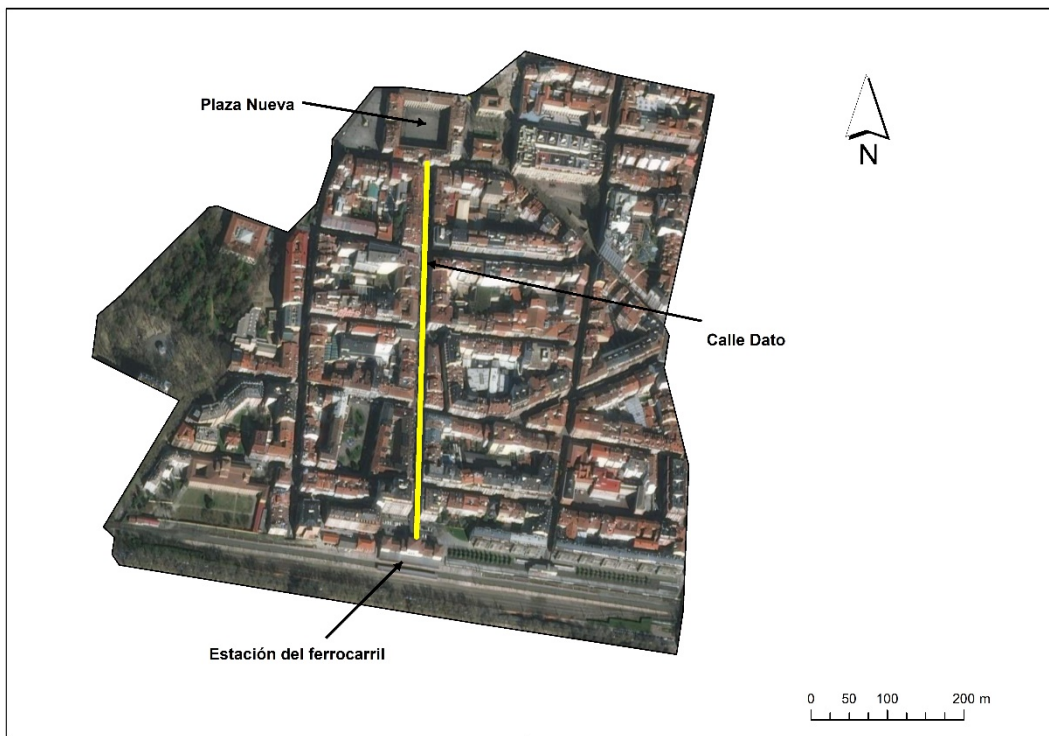 Plaza Nueva
N
Calle Dato
Estación del ferrocarril
0 50 100 200 m